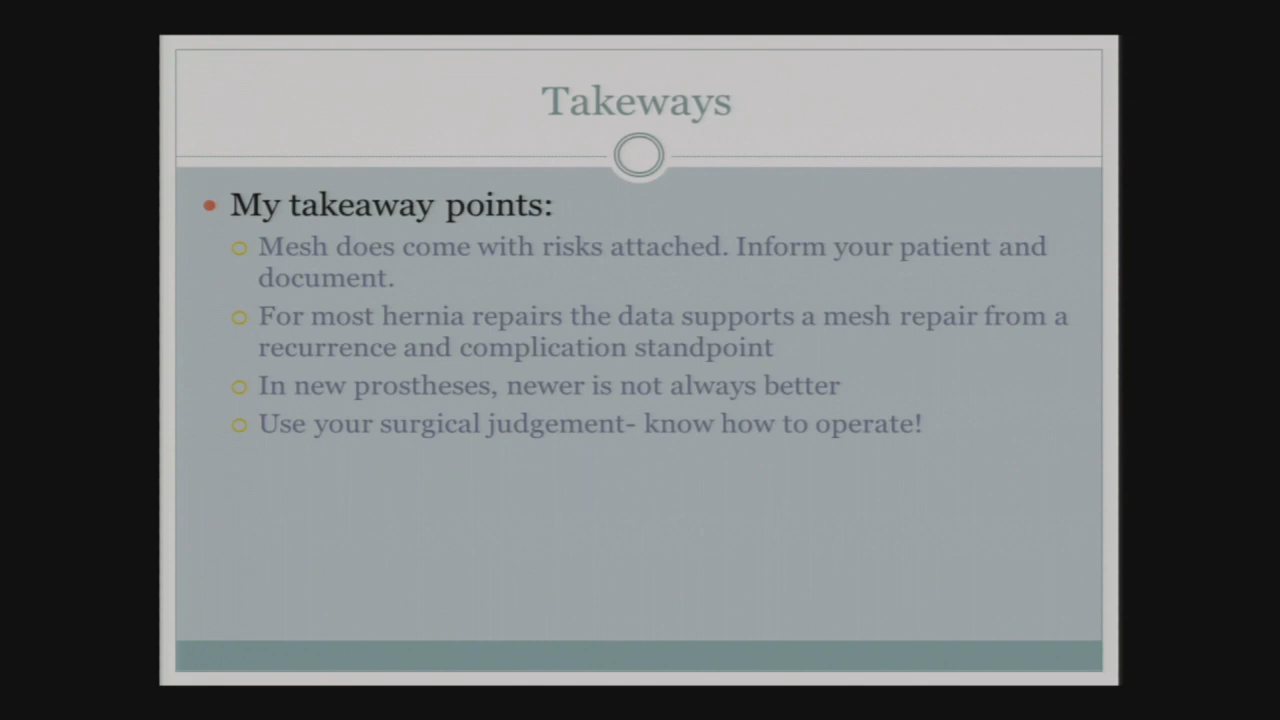 Takeways
My takeaway points:
Mesh does come with risks attached. Inform your patient and
document.
For most hernia repairs the data supports a mesh repair from a
recurrence and complication standpoint
In new prostheses, newer is not always better
Use your surgical judgement- know how to operate!